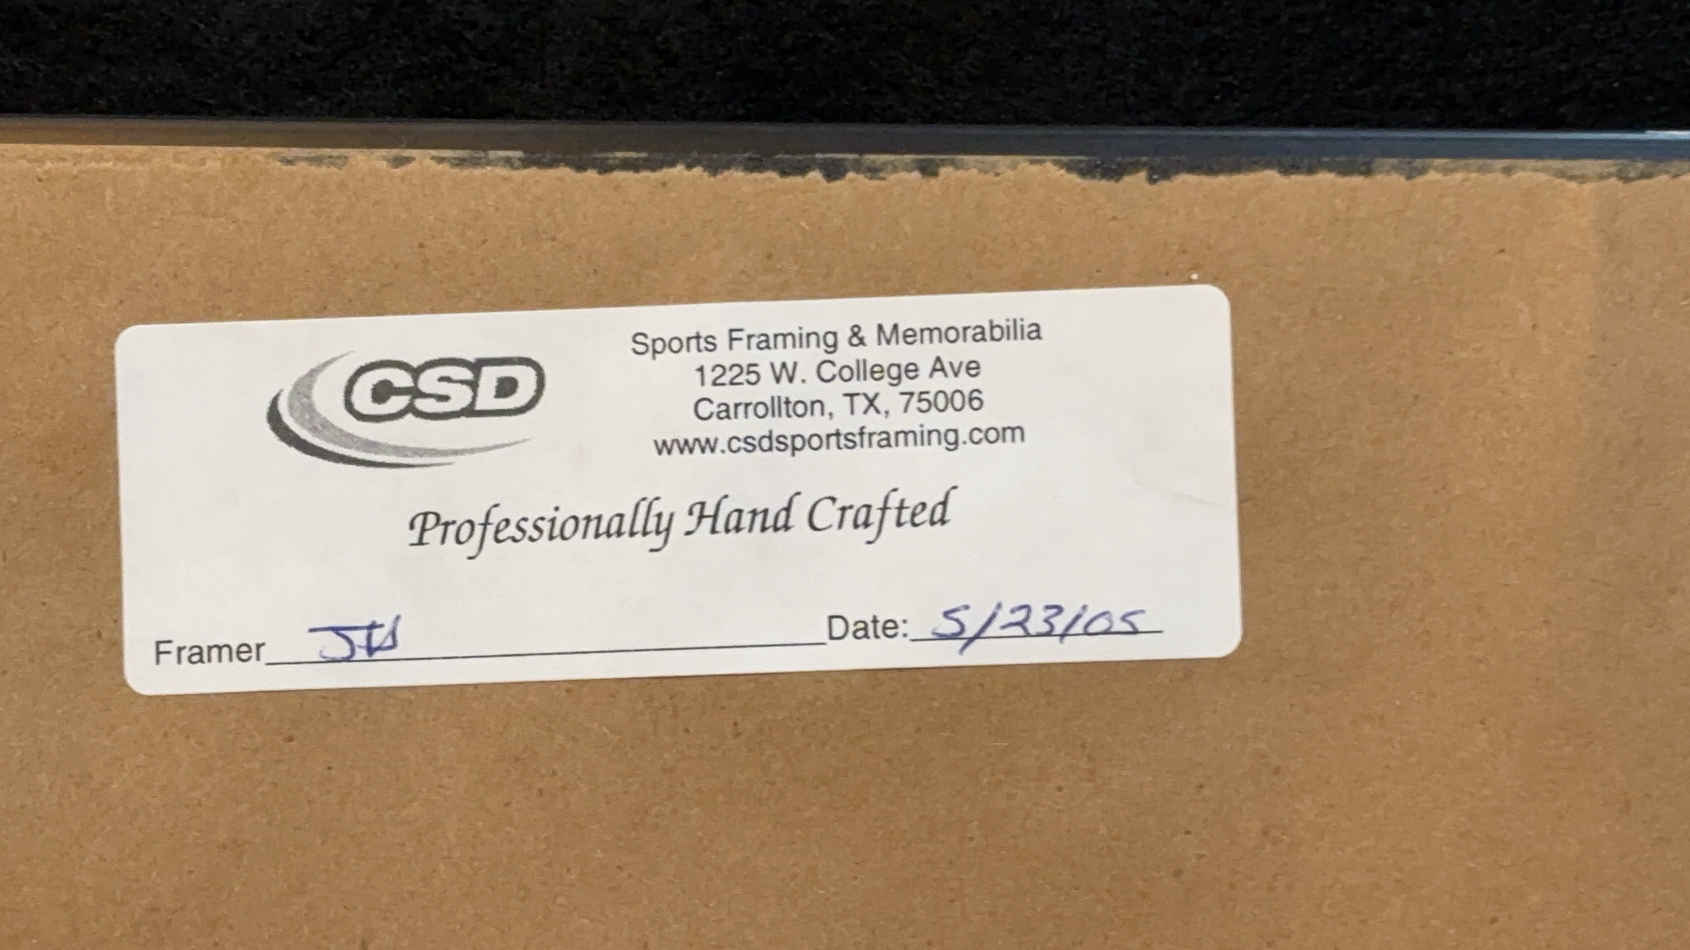 CSD
Sports Framing & Memorabilia
1225 W. College Ave
Carrollton, TX, 75006
www.csdsportsframing.com
Professionally Hand Crafted
Framer
Date: 5/23/05